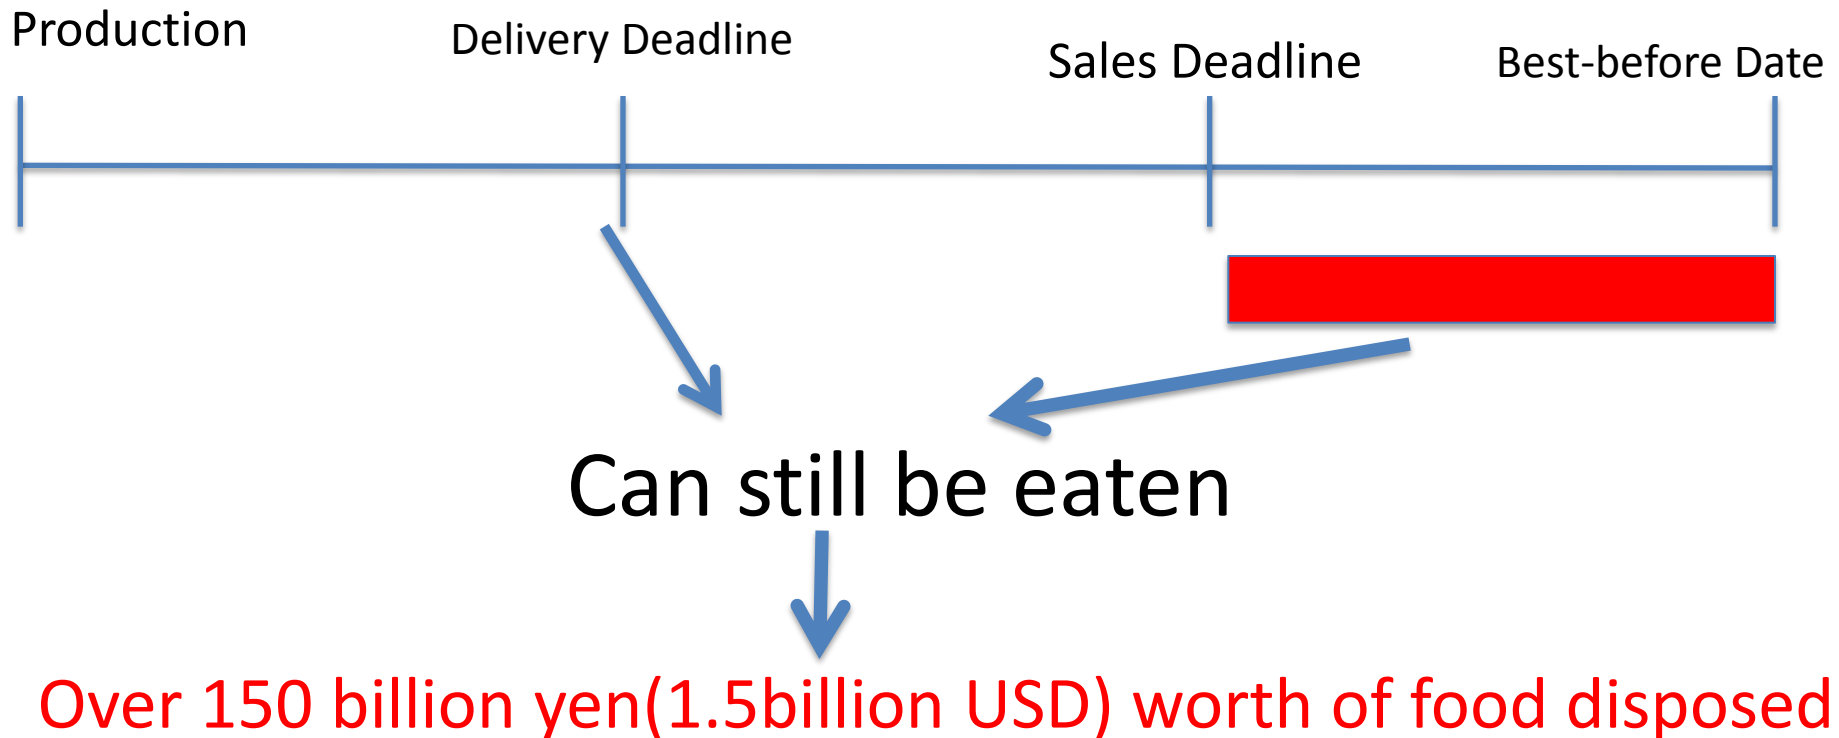 Production
Delivery Deadline
Sales Deadline
Best-before Date
Can still be eaten
Over 150 billion yen(1.5billion USD) worth of food disposed